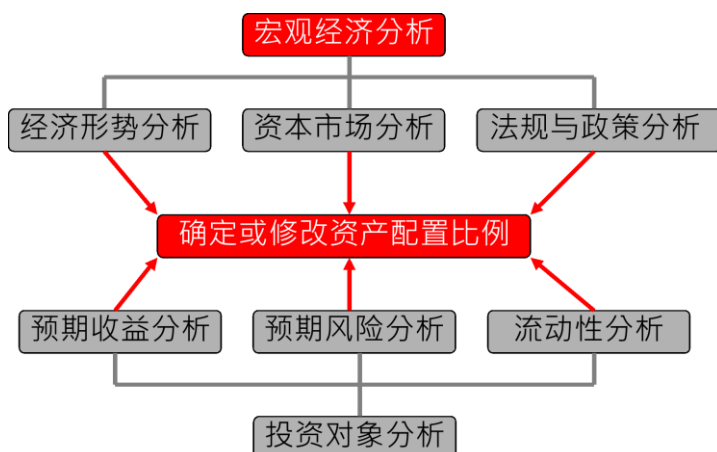 宏观经济分析
经济形势分析
资本市场分析
法规与政策分析
确定或修改资产配置比例
预期收益分析
预期风险分析
流动性分析
投资对象分析